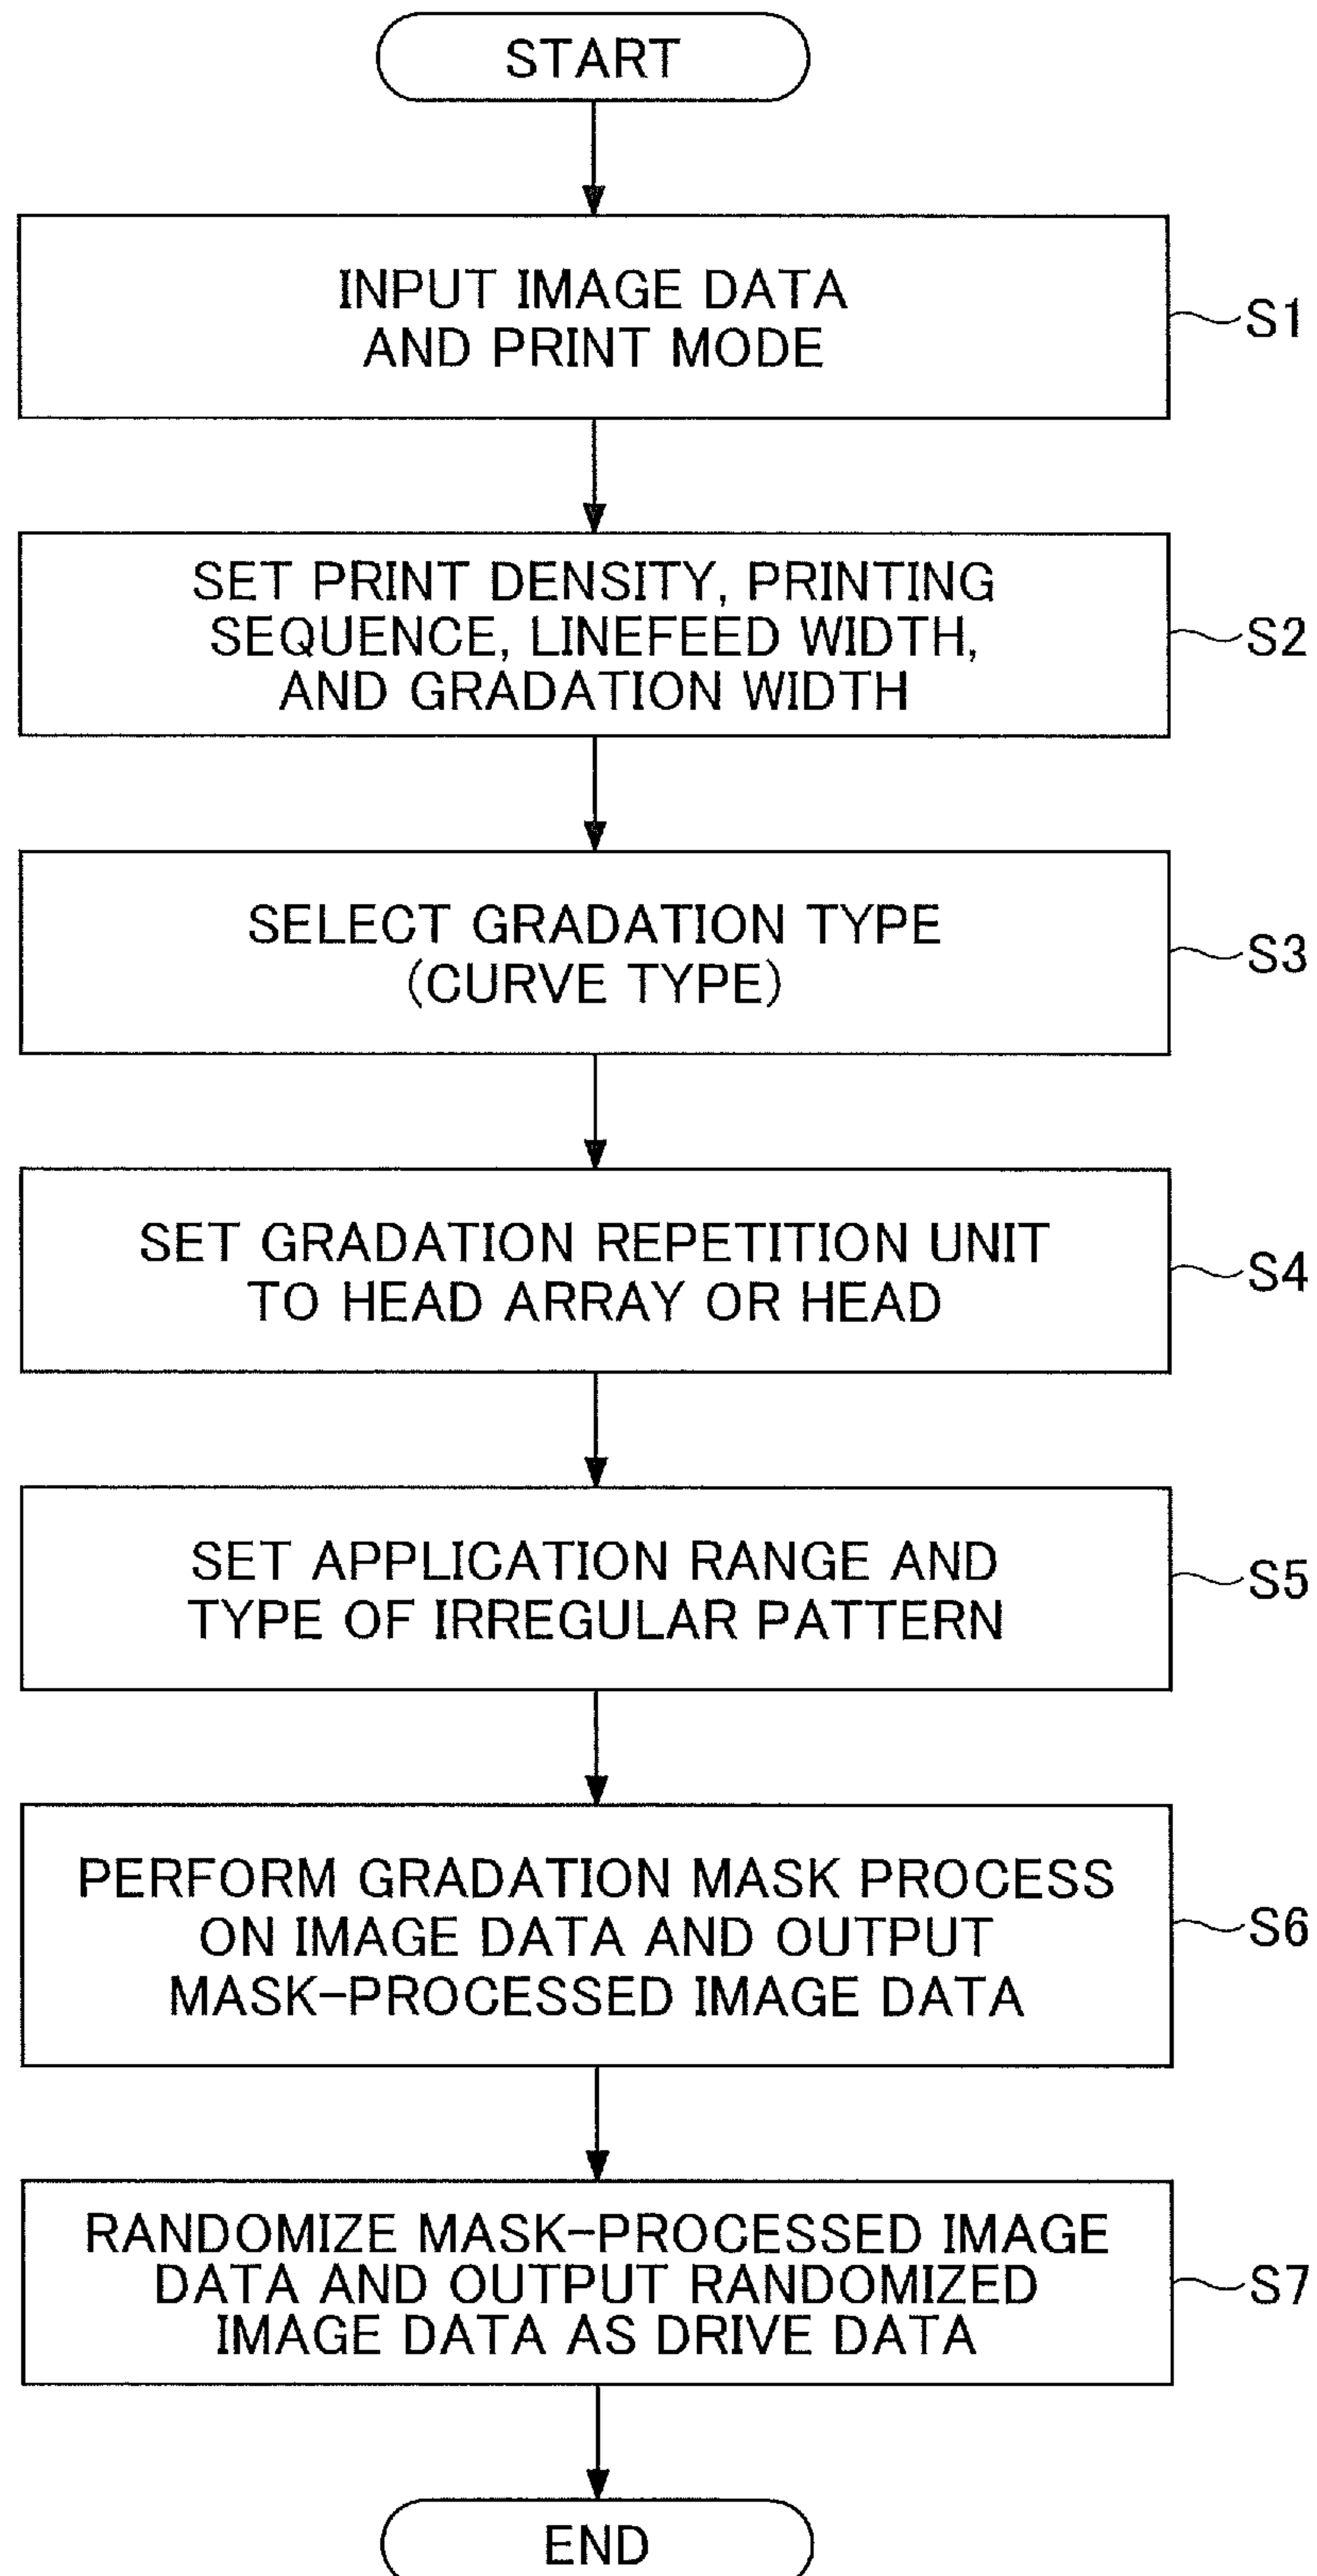 START
INPUT IMAGE DATA
AND PRINT MODE
S1
SET PRINT DENSITY, PRINTING
SEQUENCE, LINEFEED WIDTH,
AND GRADATION WIDTH
S2
SELECT GRADATION TYPE
(CURVE TYPE)
S3
SET GRADATION REPETITION UNIT
TO HEAD ARRAY OR HEAD
S4
SET APPLICATION RANGE AND
TYPE OF IRREGULAR PATTERN
S5
PERFORM GRADATION MASK PROCESS
ON IMAGE DATA AND OUTPUT
MASK-PROCESSED IMAGE DATA
S6
RANDOMIZE MASK-PROCESSED IMAGE
DATA AND OUTPUT RANDOMIZED
IMAGE DATA AS DRIVE DATA
S7
END